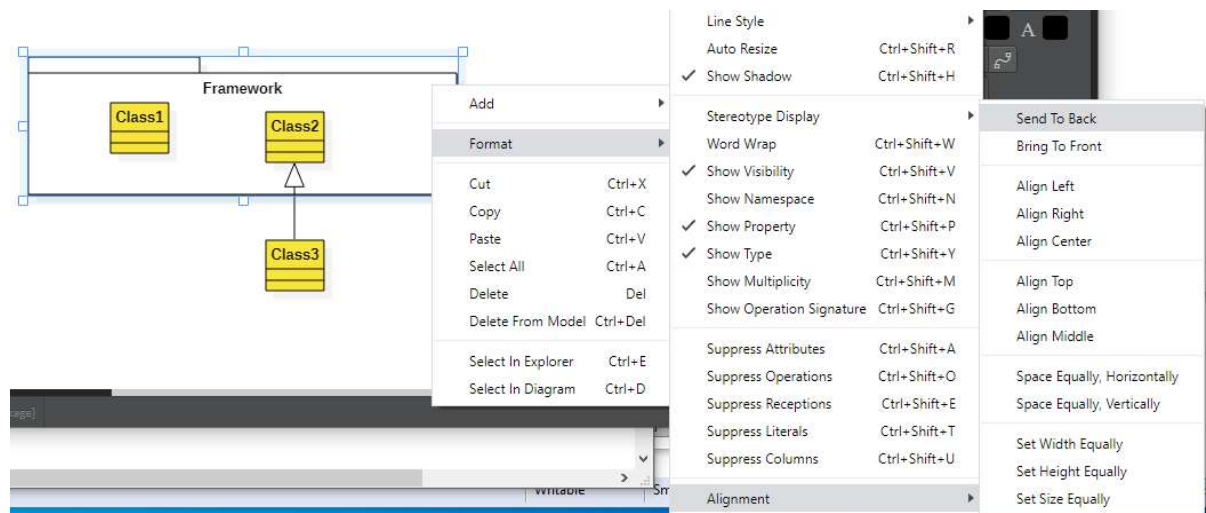 Framework
Class1
Class2
Class3
Add
Format
Cut Ctrl+X
Copy Ctrl+C
Paste Ctrl+V
Select All Ctrl+A
Delete Del
Delete From Model Ctrl+Del
Select In Explorer Ctrl+E
Select In Diagram Ctrl+D
Line Style
Auto Resize Ctrl+Shift+R
Show Shadow Ctrl+Shift+H
Stereotype Display
Word Wrap Ctrl+Shift+W
Show Visibility Ctrl+Shift+V
Show Namespace Ctrl+Shift+N
Show Property Ctrl+Shift+P
Show Type Ctrl+Shift+Y
Show Multiplicity Ctrl+Shift+M
Show Operation Signature Ctrl+Shift+G
Suppress Attributes Ctrl+Shift+A
Suppress Operations Ctrl+Shift+O
Suppress Receptions Ctrl+Shift+E
Suppress Literals Ctrl+Shift+T
Suppress Columns Ctrl+Shift+U
Alignment
A
Send To Back
Bring To Front
Align Left
Align Right
Align Center
Align Top
Align Bottom
Align Middle
Space Equally, Horizontally
Space Equally, Vertically
Set Width Equally
Set Height Equally
Set Size Equally
Writable